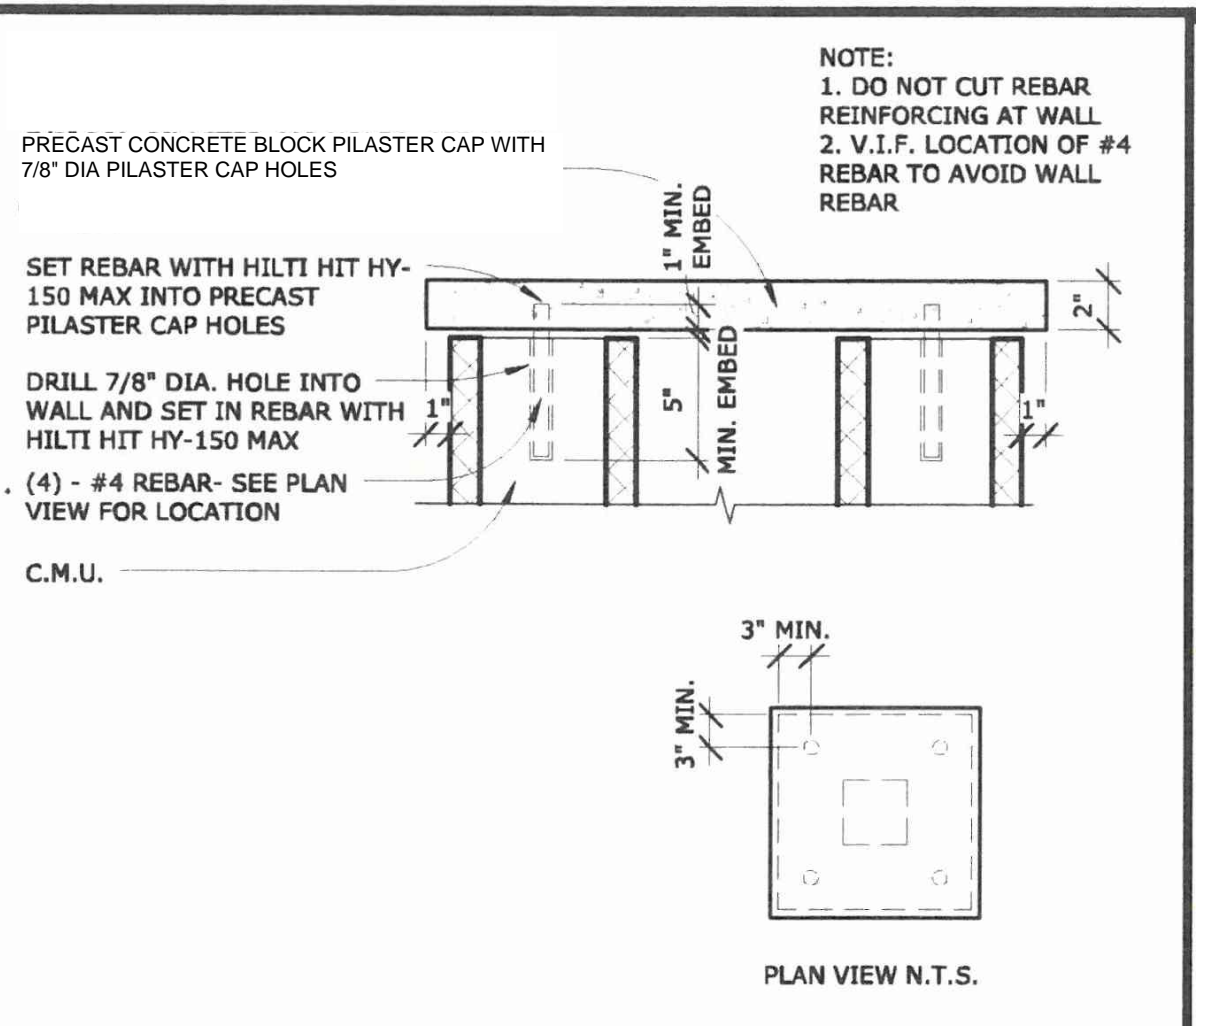 NOTE:
1. DO NOT CUT REBAR
REINFORCING AT WALL
2. V.I.F. LOCATION OF #4
REBAR TO AVOID WALL
REBAR
PRECAST CONCRETE BLOCK PILASTER CAP WITH
7/8" DIA PILASTER CAP HOLES
1" MIN.
EMBED
SET REBAR WITH HILTI HIT HY-
150 MAX INTO PRECAST
PILASTER CAP HOLES
2"
DRILL 7/8" DIA. HOLE INTO
WALL AND SET IN REBAR WITH
HILTI HIT HY-150 MAX
1"
5"
MIN. EMBED
1"
(4) - #4 REBAR- SEE PLAN
VIEW FOR LOCATION
C.M.U.
3" MIN.
3" MIN.
PLAN VIEW N.T.S.